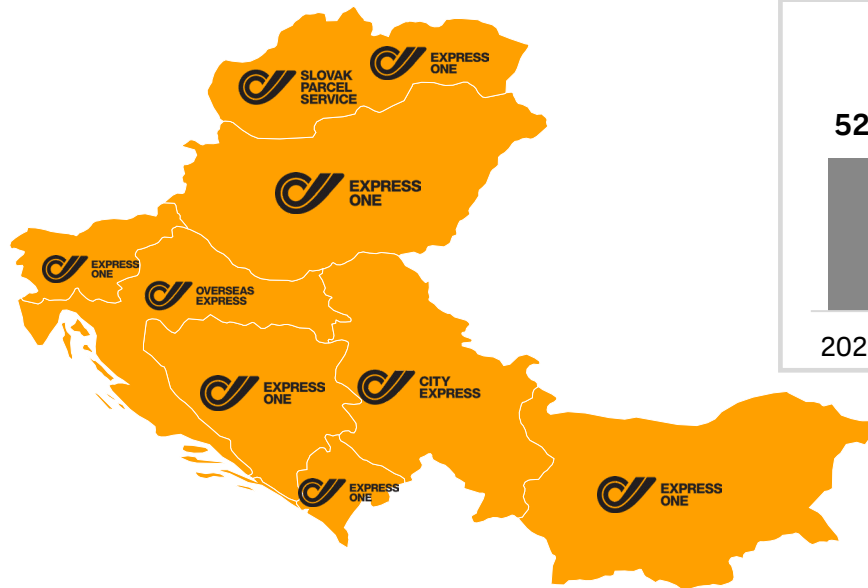 SLOVAK
PARCEL
SERVICE
EXPRESS
ONE
EXPRESS
ONE
EXPRESS
ONE
OVERSEAS
EXPRESS
EXPRESS
ONE
CITY
EXPRESS
EXPRESS
ONE
EXPRESS
ONE
52
202